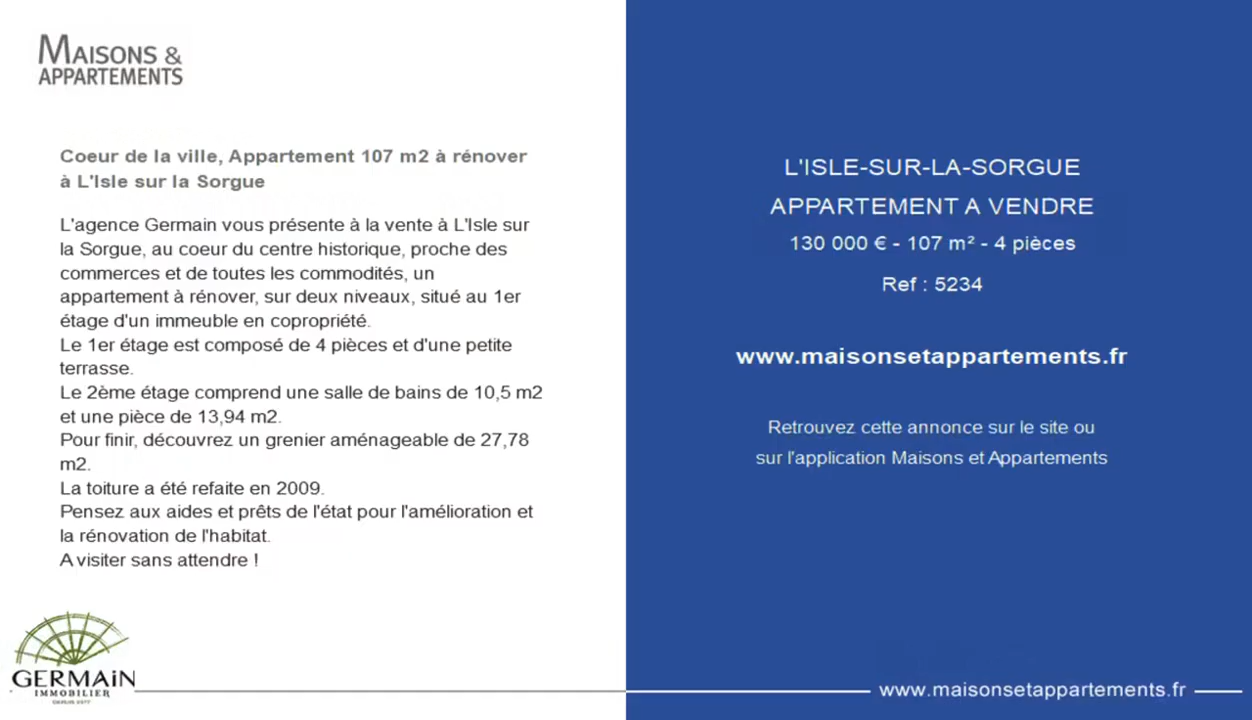 MAISONS &
APPARTEMENTS
Coeur de la ville, Appartement 107 m2 à rénover
à L'Isle sur la Sorgue
L'agence Germain vous présente à la vente à L'Isle sur
la Sorgue, au coeur du centre historique, proche des
commerces et de toutes les commodités, un
appartement à rénover, sur deux niveaux, situé au 1er
étage d'un immeuble en copropriété.
Le 1er étage est composé de 4 pièces et d'une petite
terrasse.
Le 2ème étage comprend une salle de bains de 10,5 m2
et une pièce de 13,94 m2.
Pour finir, découvrez un grenier aménageable de 27,78
m2.
La toiture a été refaite en 2009.
Pensez aux aides et prêts de l'état pour l'amélioration et
la rénovation de l'habitat.
A visiter sans attendre !
GERMAIN
IMMOBILIER
DEPUIS 1977
L'ISLE-SUR-LA-SORGUE
APPARTEMENT A VENDRE
130 000 € - 107 m² - 4 pièces
Ref : 5234
www.maisonsetappartements.fr
Retrouvez cette annonce sur le site ou
sur l'application Maisons et Appartements
www.maisonsetappartements.fr